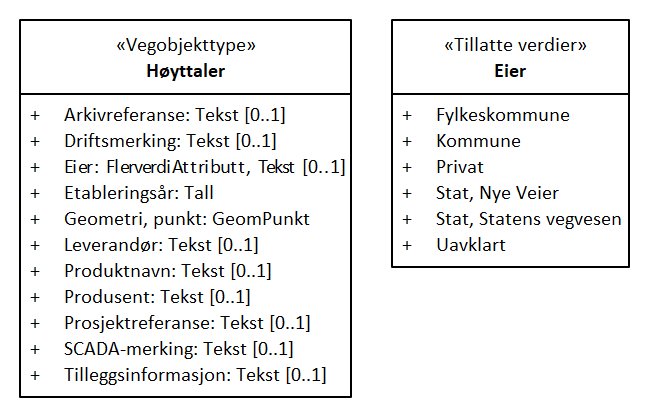 «Vegobjekttype»
Høyttaler
+ Arkivreferanse: Tekst [0..1]
+ Driftsmerking: Tekst [0..1]
+ Eier: FlerverdiAttributt, Tekst [0..1]
+ Etableringsår: Tall
+ Geometri, punkt: GeomPunkt
+ Leverandør: Tekst [0..1]
+ Produktnavn: Tekst [0..1]
+ Produsent: Tekst [0..1]
+ Prosjektreferanse: Tekst [0..1]
+ SCADA-merking: Tekst [0..1]
+ Tilleggsinformasjon: Tekst [0..1]
«Tillatte verdier»
Eier
+ Fylkeskommune
+ Kommune
+ Privat
+ Stat, Nye Veier
+ Stat, Statens vegvesen
+ Uavklart